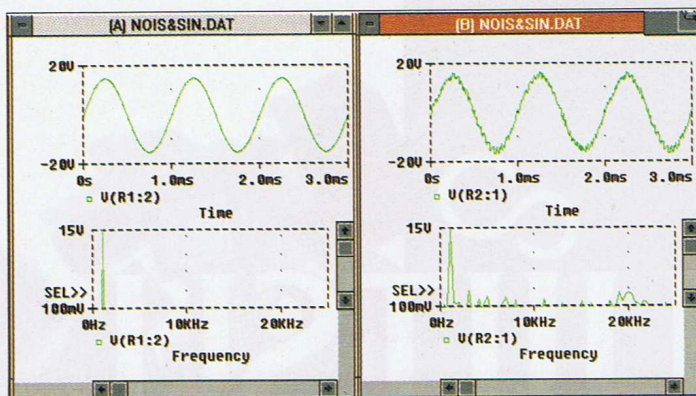 (A) NOIS&SIN.DAT
20V
-20V
0s 1.0ms 2.0ms 3.0ms
V(R1:2)
Time
15V
SEL>>
100mV
0Hz 10KHz 20KHz
V(R1:2)
Frequency
(B) NOIS&SIN.DAT
20V
-20V
0s 1.0ms 2.0ms 3.0ms
V(R2:1)
Time
15V
SEL>>
100mV
0Hz 10KHz 20KHz
V(R2:1)
Frequency